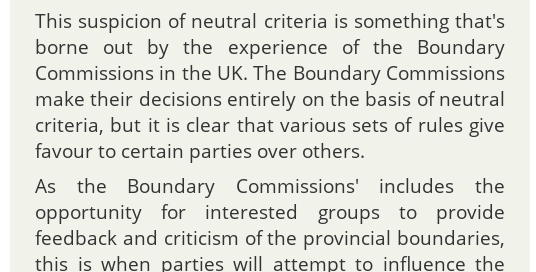 This suspicion of neutral criteria is something that's
borne out by the experience of the Boundary
Commissions in the UK. The Boundary Commissions
make their decisions entirely on the basis of neutral
criteria, but it is clear that various sets of rules give
favour to certain parties over others.
As the Boundary Commissions' includes the
opportunity for interested groups to provide
feedback and criticism of the provincial boundaries,
this is when parties will attempt to influence the